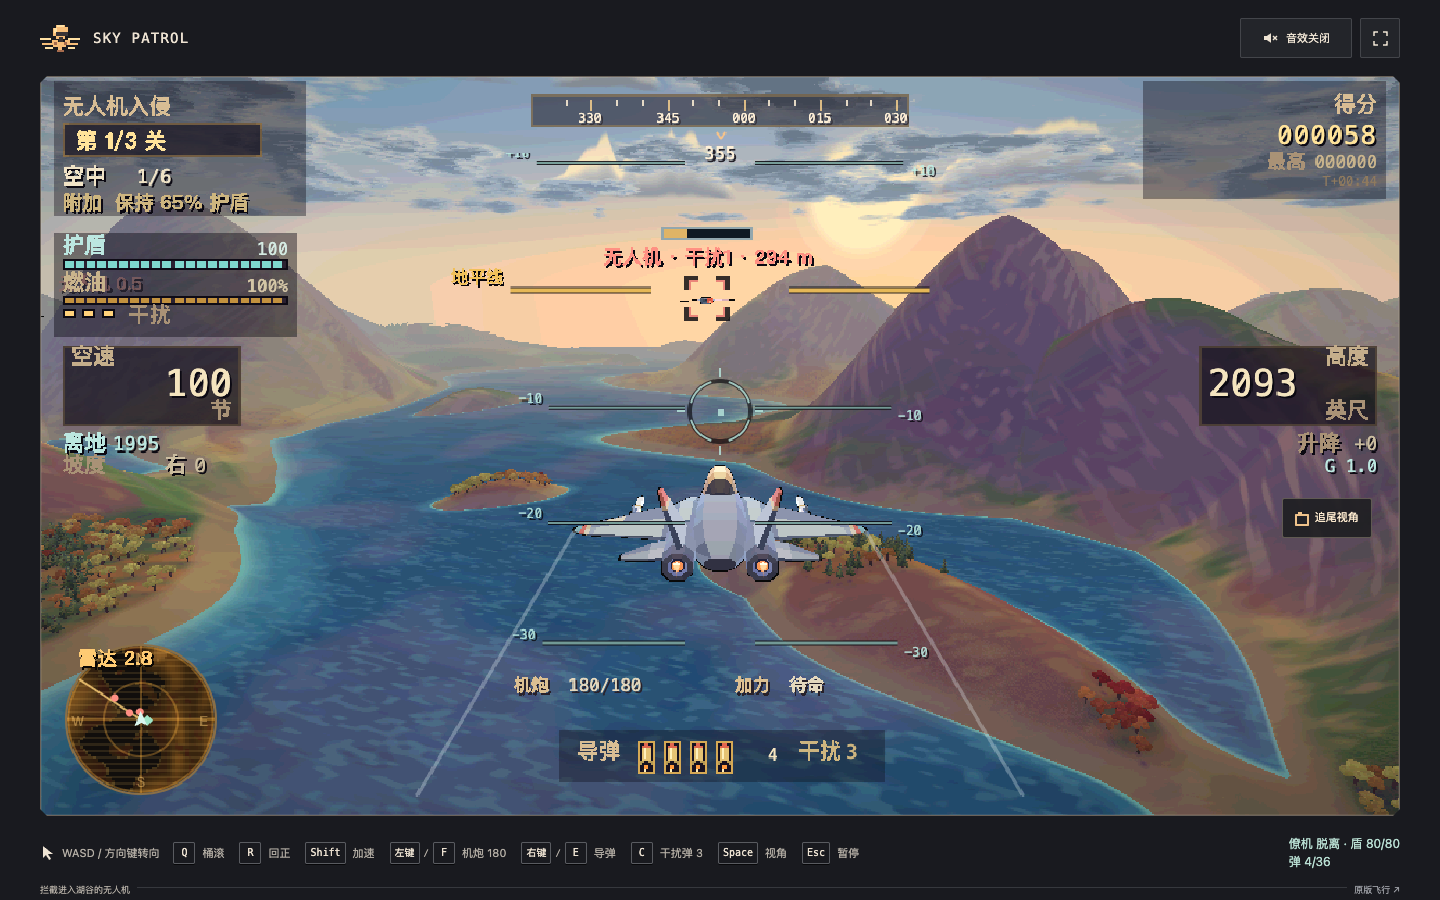 SKY PATROL
音效关闭
无人机入侵
第 1/3 关
空中 1/6
附加 保持 65% 护盾
护盾 100
燃油 100%
干扰
空速
100
节
离地 1995
坡度 右 0
330 345 000 015 030
355
+10 +10
无人机 · 干扰1 · 294 m
地平线
-10 -10
-20 -20
-30 -30
得分
000058
最高 000000
T+00:44
高度
2093
英尺
升降 +0
G 1.0
追尾视角
雷达 2.8
W E
S
机炮 180/180 加力 待命
导弹 4 干扰 3
WASD / 方向键转向 Q 桶滚 R 回正 Shift 加速 左键 / F 机炮 180 右键 / E 导弹 C 干扰弹 3 Space 视角 Esc 暂停
僚机 脱离 · 盾 80/80
弹 4/36
拦截进入湖谷的无人机
原版飞行 ↗